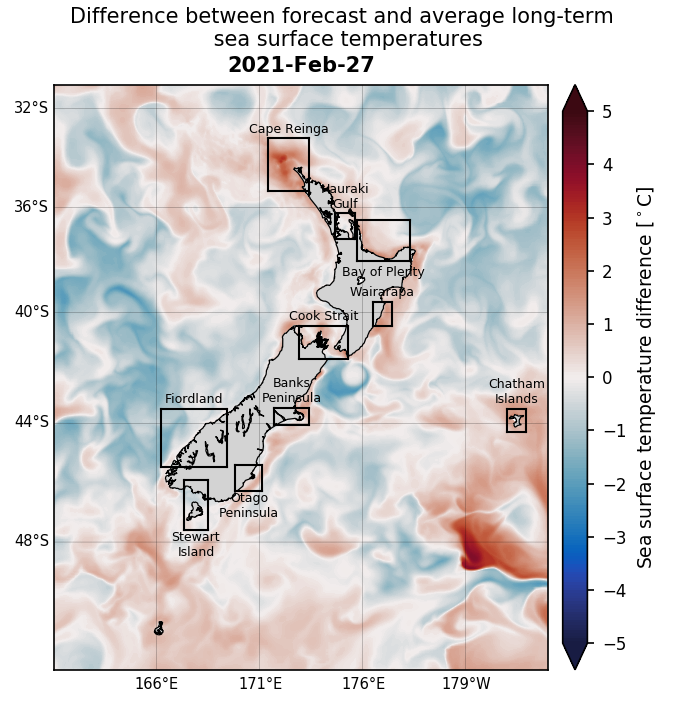 Difference between forecast and average long-term
sea surface temperatures
2021-Feb-27
32°S
36°S
40°S
44°S
48°S
166°E
171°E
176°E
179°W
Cape Reinga
Hauraki
Gulf
Bay of Plenty
Wairarapa
Cook Strait
Banks
Peninsula
Fiordland
Chatham
Islands
Otago
Peninsula
Stewart
Island
5
4
3
2
1
0
−1
−2
−3
−4
−5
Sea surface temperature difference [°C]